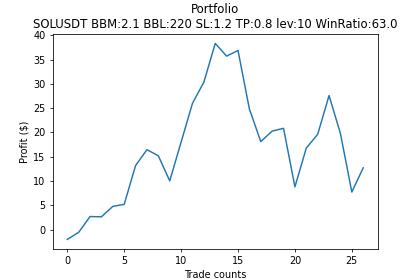 Portfolio
SOLUSDT BBM:2.1 BBL:220 SL:1.2 TP:0.8 lev:10 WinRatio:63.0
40
35
30
25
20
15
10
5
0
Profit ($)
0 5 10 15 20 25
Trade counts